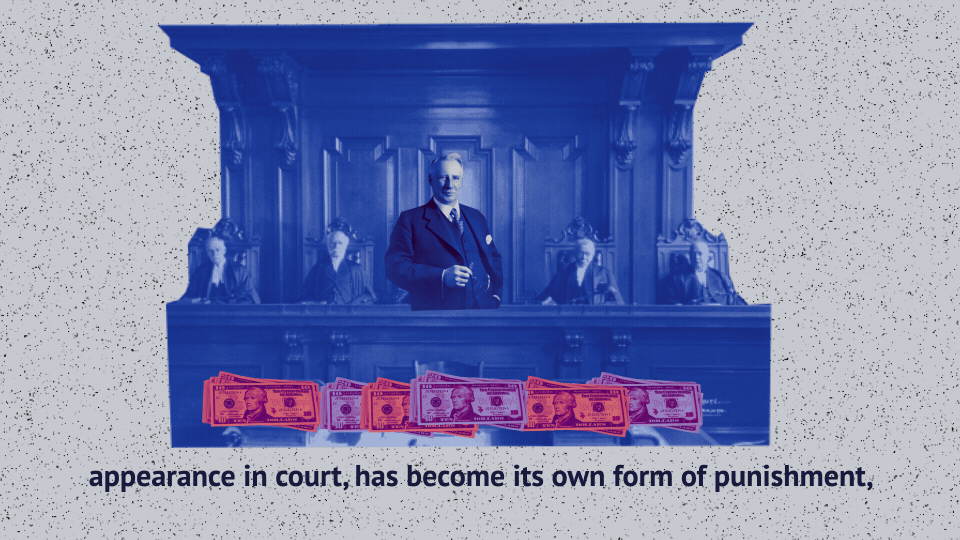 appearance in court, has become its own form of punishment,